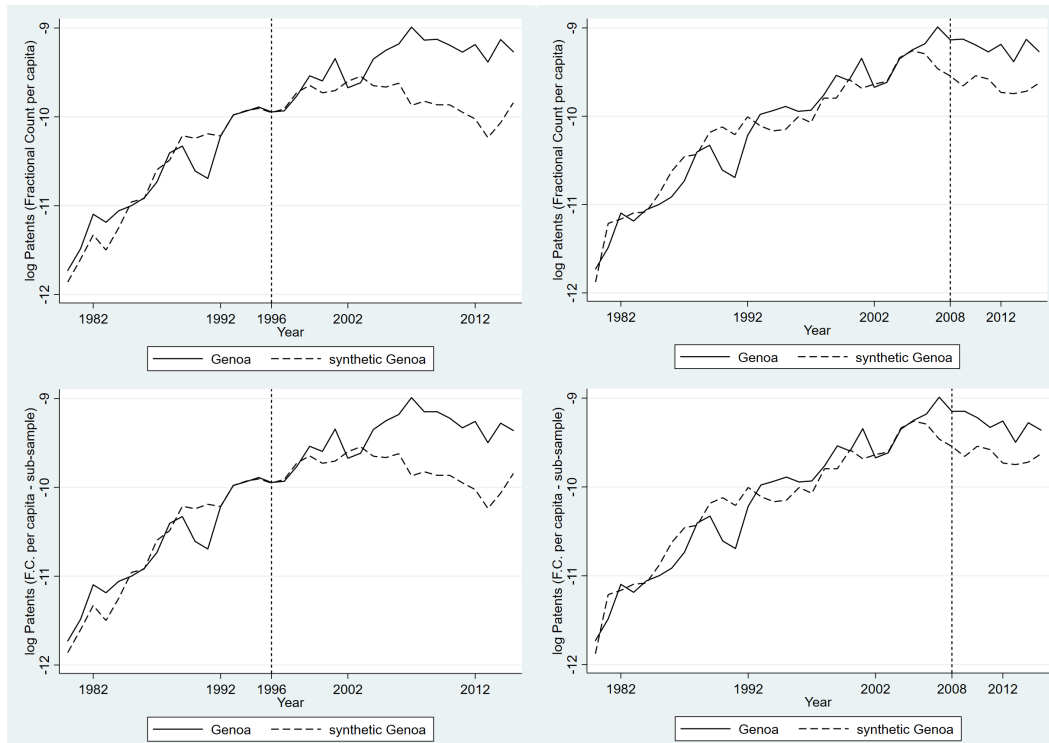 log Patents (Fractional Count per capita)
-9
-10
-11
-12
1982 1992 1996 2002 2012
Year
Genoa synthetic Genoa
log Patents (Fractional Count per capita)
-9
-10
-11
-12
1982 1992 2002 2008 2012
Year
Genoa synthetic Genoa
log Patents (F.C. per capita - sub-sample)
-9
-10
-11
-12
1982 1992 1996 2002 2012
Year
Genoa synthetic Genoa
log Patents (F.C. per capita - sub-sample)
-9
-10
-11
-12
1982 1992 2002 2008 2012
Year
Genoa synthetic Genoa